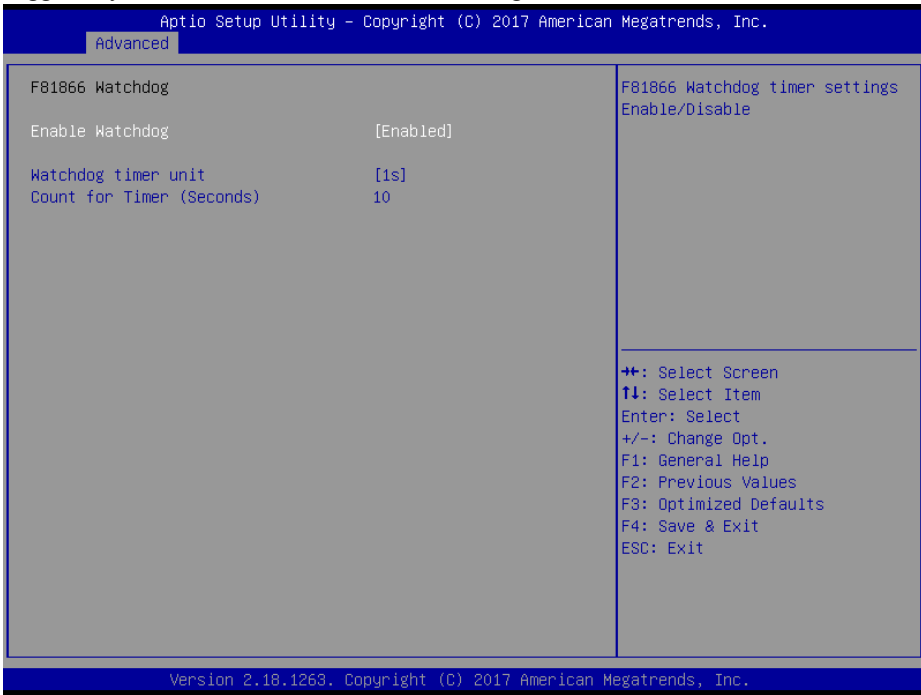 Aptio Setup Utility – Copyright (C) 2017 American Megatrends, Inc.
Advanced
F81866 Watchdog
Enable Watchdog [Enabled]
Watchdog timer unit [1s]
Count for Timer (Seconds) 10
F81866 Watchdog timer settings
Enable/Disable
→←: Select Screen
↑↓: Select Item
Enter: Select
+/-: Change Opt.
F1: General Help
F2: Previous Values
F3: Optimized Defaults
F4: Save & Exit
ESC: Exit
Version 2.18.1263. Copyright (C) 2017 American Megatrends, Inc.